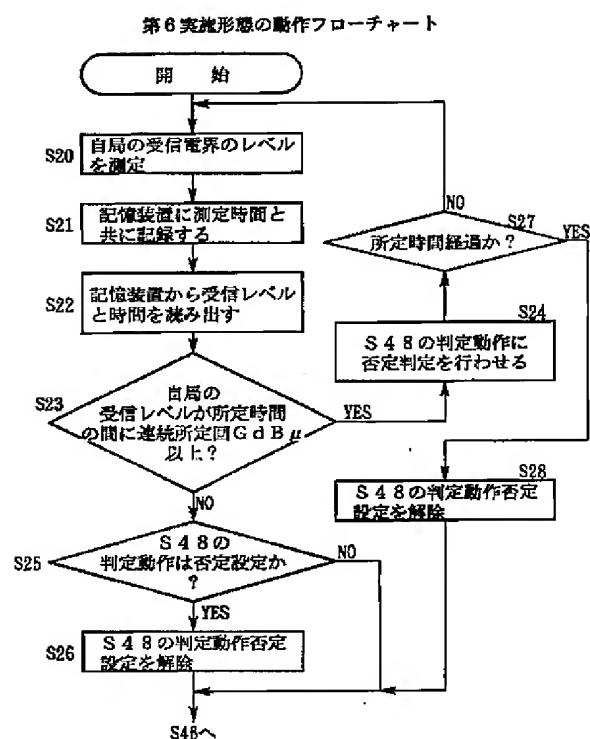 第6実施形態の動作フローチャート
開　始
S20
自局の受信電界のレベル
を測定
S21
記憶装置に測定時間と
共に記録する
S22
記憶装置から受信レベル
と時間を読み出す
S23
自局の
受信レベルが所定時間
の間に連続所定回GdBμ
以上？
YES
NO
S24
S48の判定動作に
否定判定を行わせる
S27
所定時間経過か？
NO
YES
S28
S48の判定動作否定
設定を解除
S25
S48の
判定動作は否定設定か
？
NO
YES
S26
S48の判定動作否定
設定を解除
S46へ